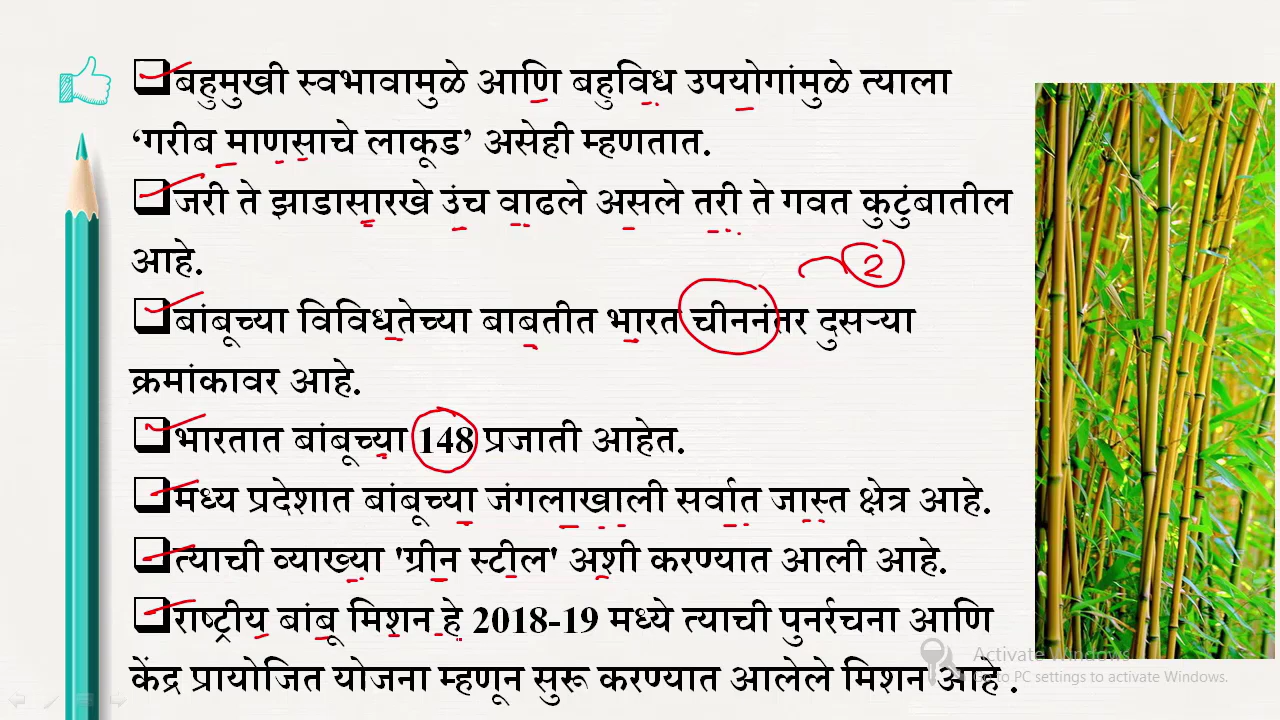 बहुमुखी स्वभावामुळे आणि बहुविध उपयोगांमुळे त्याला
‘गरीब माणसाचे लाकूड’ असेही म्हणतात.
जरी ते झाडासारखे उंच वाढले असले तरी ते गवत कुटुंबातील
आहे.
2
बांबूच्या विविधतेच्या बाबतीत भारत चीननंतर दुसऱ्या
क्रमांकावर आहे.
भारतात बांबूच्या 148 प्रजाती आहेत.
मध्य प्रदेशात बांबूच्या जंगलाखाली सर्वात जास्त क्षेत्र आहे.
त्याची व्याख्या 'ग्रीन स्टील' अशी करण्यात आली आहे.
राष्ट्रीय बांबू मिशन हे 2018-19 मध्ये त्याची पुनर्रचना आणि
केंद्र प्रायोजित योजना म्हणून सुरू करण्यात आलेले मिशन आहे .
Activate Windows
Go to PC settings to activate Windows.